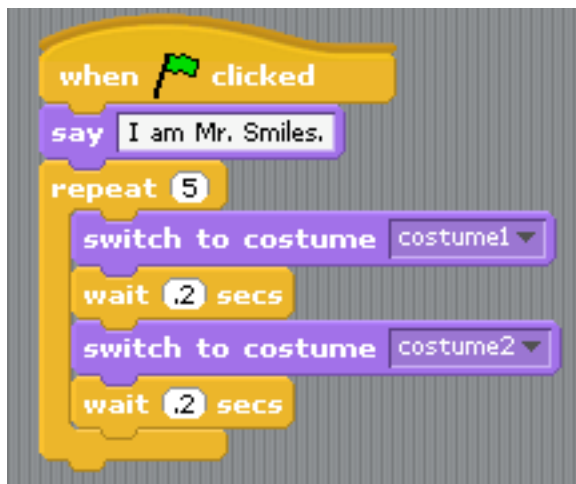 when clicked
say I am Mr. Smiles.
repeat 5
switch to costume costume1
wait .2 secs
switch to costume costume2
wait .2 secs